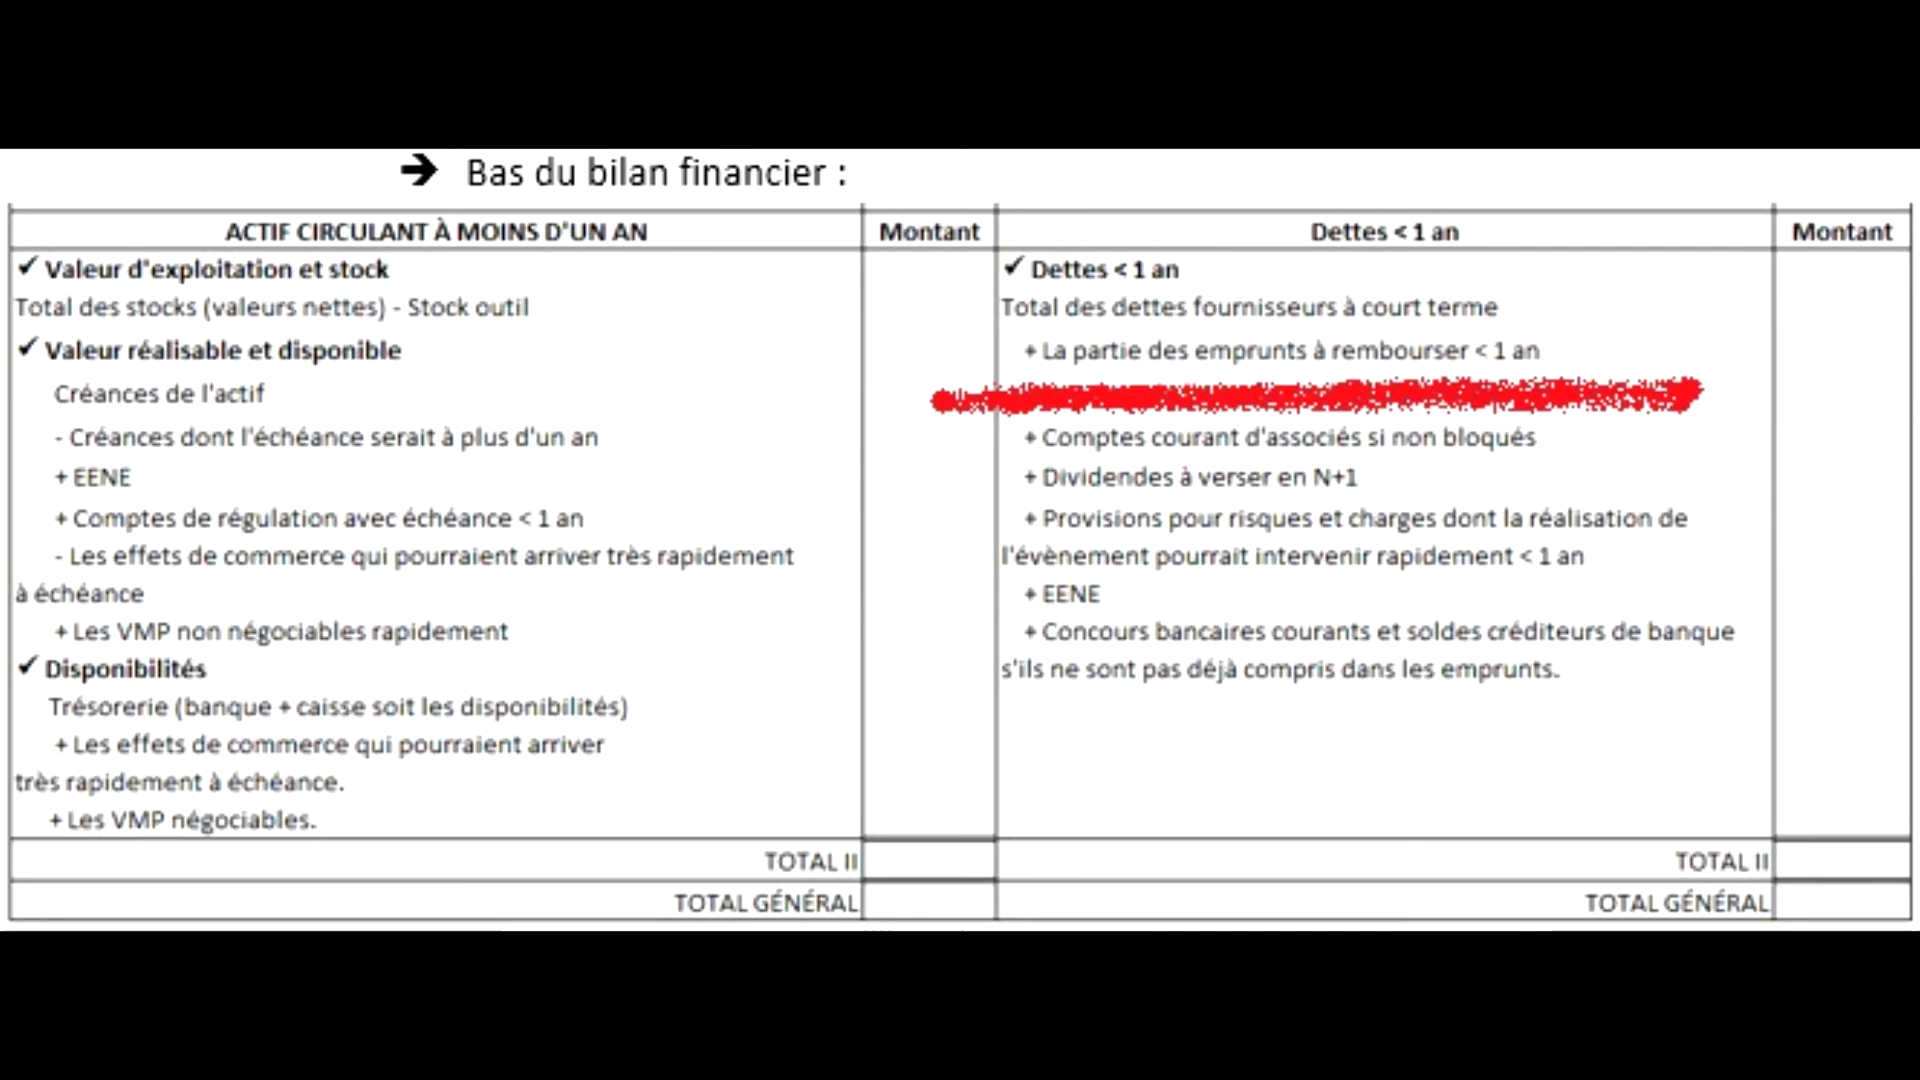 ➔ Bas du bilan financier :
ACTIF CIRCULANT À MOINS D'UN AN
Montant
Dettes < 1 an
Montant
✓ Valeur d'exploitation et stock
Total des stocks (valeurs nettes) - Stock outil
✓ Valeur réalisable et disponible
Créances de l'actif
- Créances dont l'échéance serait à plus d'un an
+ EENE
+ Comptes de régulation avec échéance < 1 an
- Les effets de commerce qui pourraient arriver très rapidement
à échéance
+ Les VMP non négociables rapidement
✓ Disponibilités
Trésorerie (banque + caisse soit les disponibilités)
+ Les effets de commerce qui pourraient arriver
très rapidement à échéance.
+ Les VMP négociables.
✓ Dettes < 1 an
Total des dettes fournisseurs à court terme
+ La partie des emprunts à rembourser < 1 an
+ Comptes courant d'associés si non bloqués
+ Dividendes à verser en N+1
+ Provisions pour risques et charges dont la réalisation de
l'évènement pourrait intervenir rapidement < 1 an
+ EENE
+ Concours bancaires courants et soldes créditeurs de banque
s'ils ne sont pas déjà compris dans les emprunts.
TOTAL II
TOTAL II
TOTAL GÉNÉRAL
TOTAL GÉNÉRAL